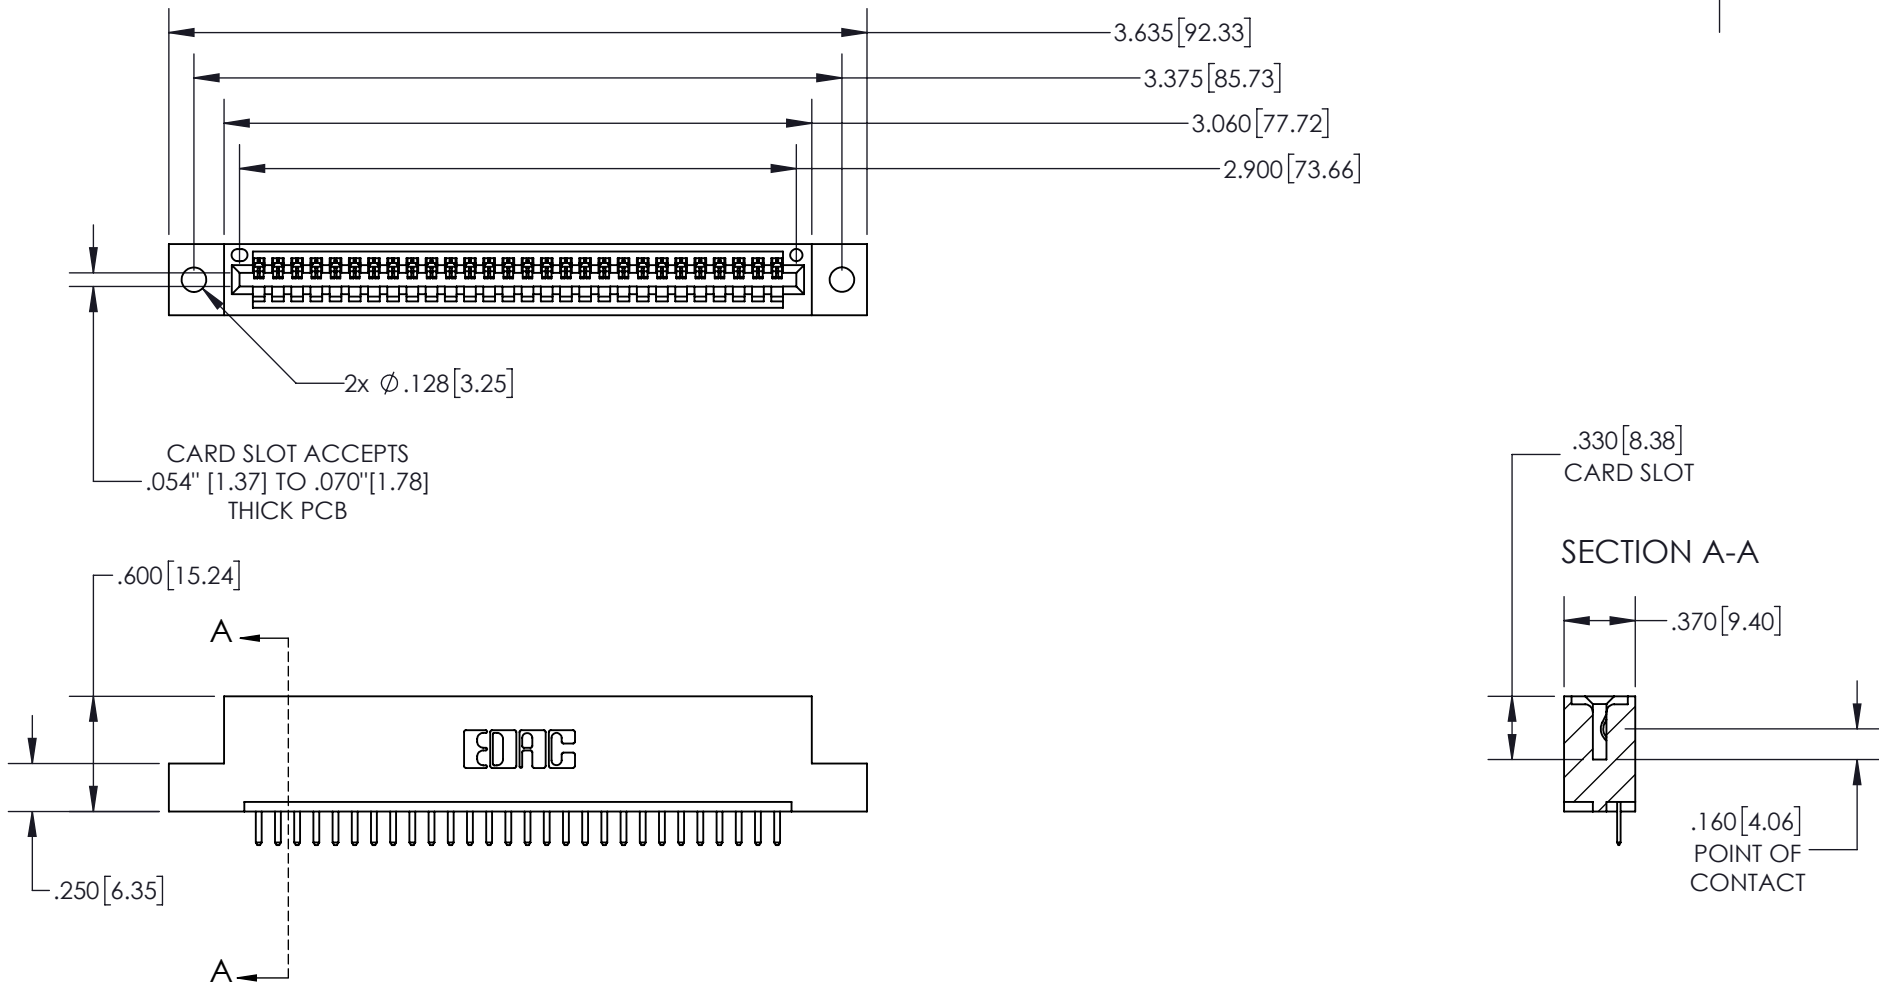 3.635[92.33]
3.375[85.73]
3.060[77.72]
2.900[73.66]
2x ∅.128[3.25]
CARD SLOT ACCEPTS
.054" [1.37] TO .070"[1.78]
THICK PCB
.330[8.38]
CARD SLOT
SECTION A-A
.600[15.24]
A
.370[9.40]
EDAC
.160[4.06]
POINT OF
CONTACT
.250[6.35]
A